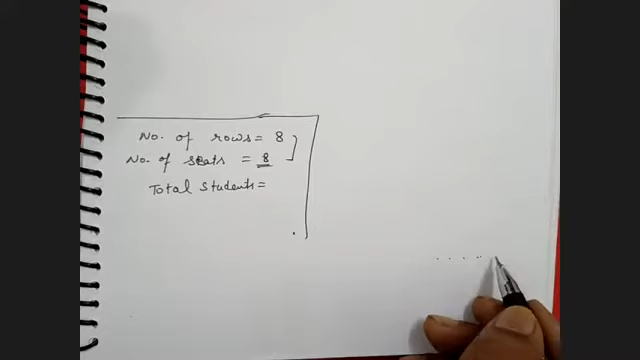 No. of rows = 8
No. of seats = 8
Total students =